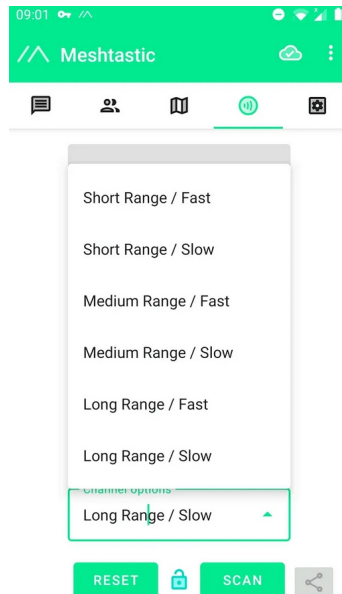 09:01
Meshtastic
Short Range / Fast
Short Range / Slow
Medium Range / Fast
Medium Range / Slow
Long Range / Fast
Long Range / Slow
Channel options
Long Range / Slow
RESET
SCAN